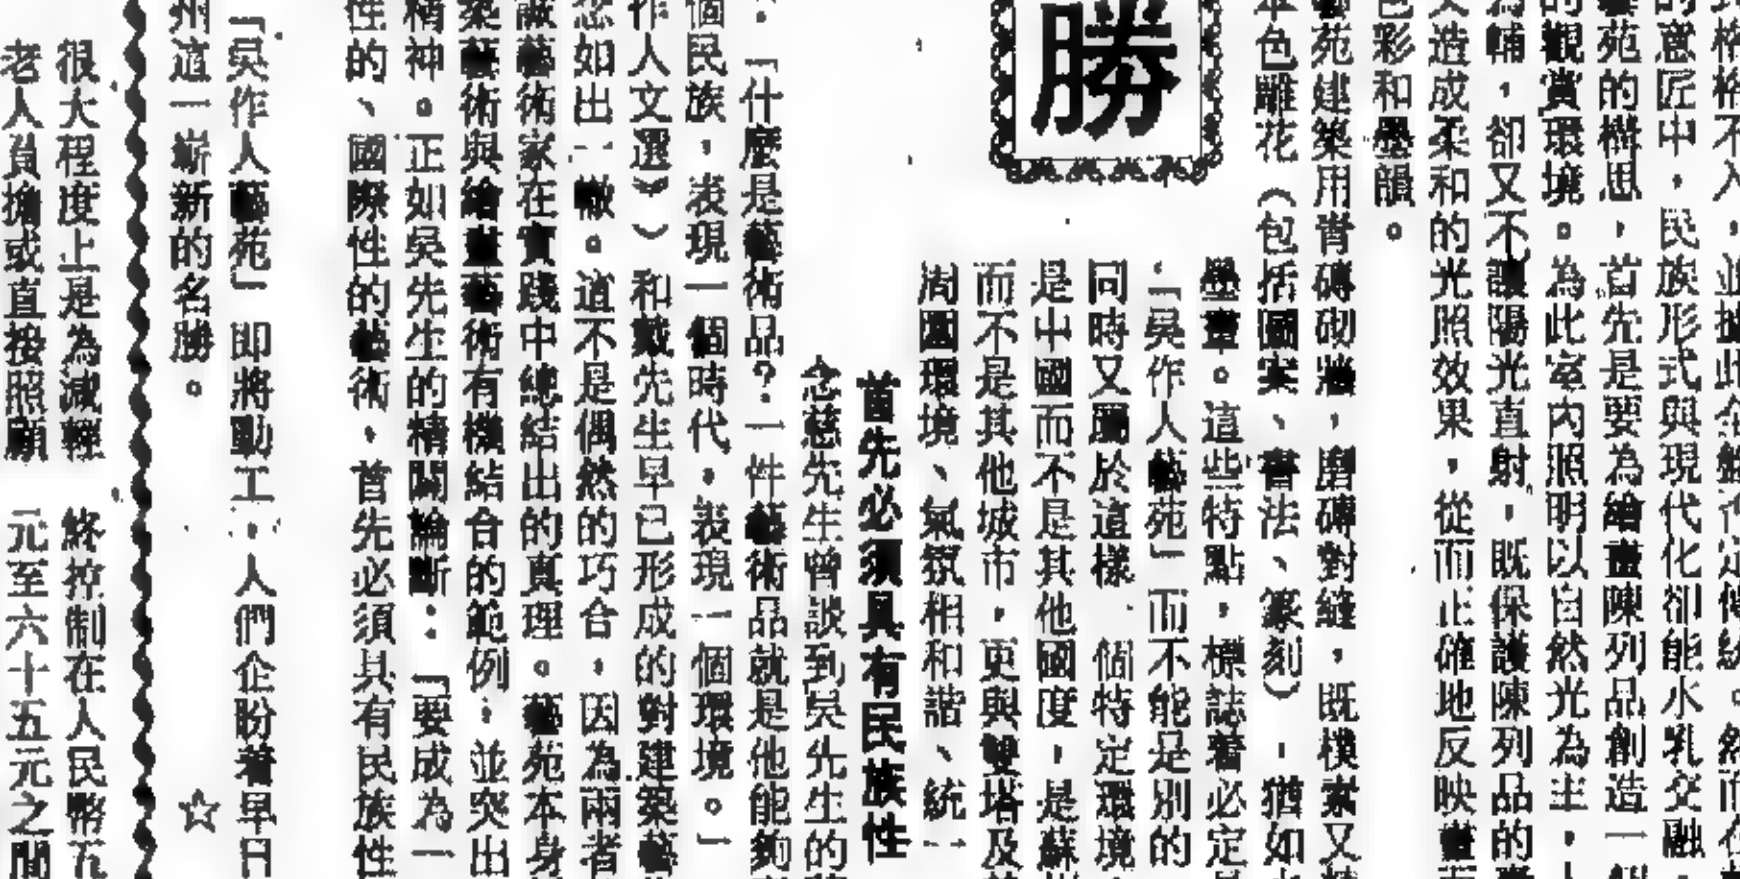 格格不入，並據此全盤否定傳統。然而在
的意匠中，民族形式與現代化卻能水乳交融，
藝苑的構思，首先是要為繪畫陳列品創造一個
的觀賞環境。為此室內照明以自然光為主，人
為輔，卻又不讓陽光直射，既保護陳列品的
又造成柔和的光照效果，從而正確地反映畫面
色彩和墨韻。
藝苑建築用青磚砌牆，磨磚對縫，既樸素又
本色雕花（包括圖案、書法、篆刻），猶如
壘畫。這些特點，標誌着必定
「吳作人藝苑」而不能是別的
同時又屬於這樣 個特定環境
是中國而不是其他國度，是蘇
而不是其他城市，更與雙塔及
周圍環境、氣氛相和諧、統一
勝
首先必須具有民族性
念慈先生曾談到吳先生的
：「什麼是藝術品？一件藝術品就是他能夠
個民族，表現一個時代，表現一個環境。」
作人文選》）和戴先生早已形成的對建築藝
念如出一轍。這不是偶然的巧合，因為兩者
誠藝術家在實踐中總結出的真理。藝苑本身
築藝術與繪畫藝術有機結合的範例；並突出
精神。正如吳先生的精闢論斷：「要成為一
性的、國際性的藝術，首先必須具有民族性
「吳作人藝苑」即將動工，人們企盼着早日
州這一嶄新的名勝。 ☆
很大程度上是為減輕
老人負擔或直接照顧
終控制在人民幣五
元至六十五元之間